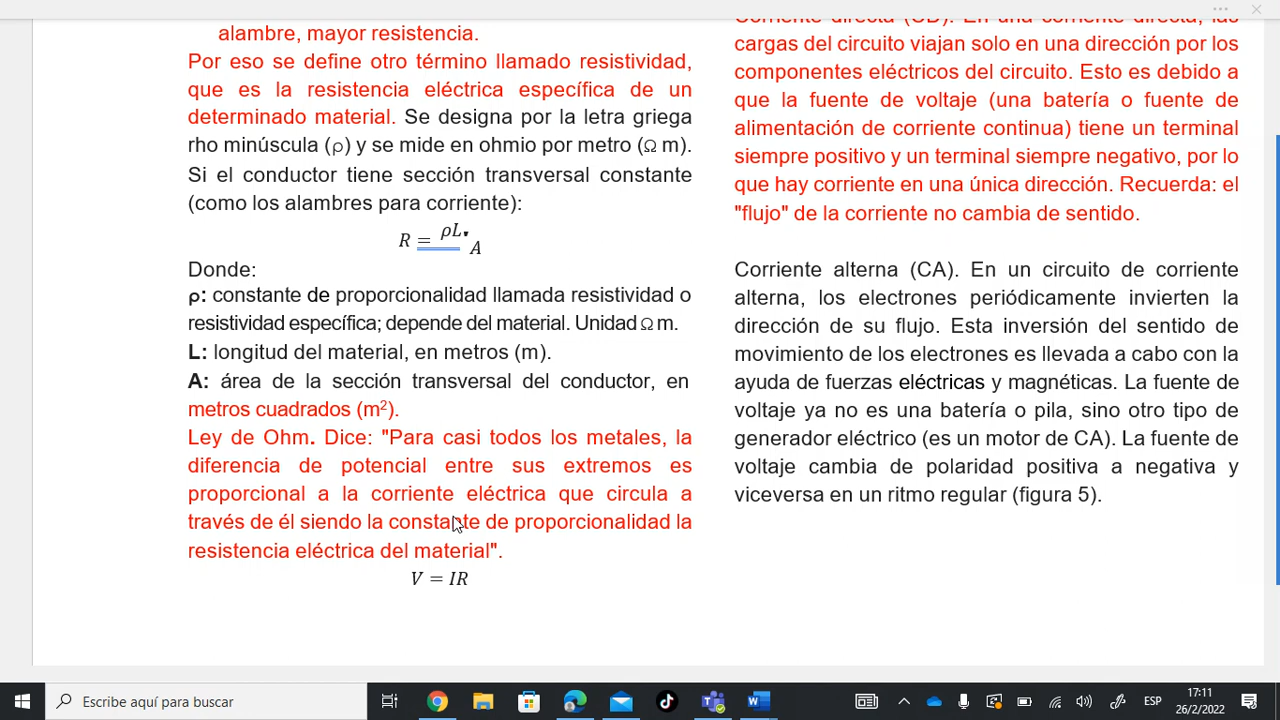 alambre, mayor resistencia.
Por eso se define otro término llamado resistividad,
que es la resistencia eléctrica específica de un
determinado material. Se designa por la letra griega
rho minúscula (ρ) y se mide en ohmio por metro (Ω m).
Si el conductor tiene sección transversal constante
(como los alambres para corriente):
R = ρL, A
Donde:
ρ: constante de proporcionalidad llamada resistividad o
resistividad específica; depende del material. Unidad Ω m.
L: longitud del material, en metros (m).
A: área de la sección transversal del conductor, en
metros cuadrados (m²).
Ley de Ohm. Dice: "Para casi todos los metales, la
diferencia de potencial entre sus extremos es
proporcional a la corriente eléctrica que circula a
través de él siendo la constante de proporcionalidad la
resistencia eléctrica del material".
V = IR
Corriente directa (CD). En una corriente directa, las
cargas del circuito viajan solo en una dirección por los
componentes eléctricos del circuito. Esto es debido a
que la fuente de voltaje (una batería o fuente de
alimentación de corriente continua) tiene un terminal
siempre positivo y un terminal siempre negativo, por lo
que hay corriente en una única dirección. Recuerda: el
"flujo" de la corriente no cambia de sentido.
Corriente alterna (CA). En un circuito de corriente
alterna, los electrones periódicamente invierten la
dirección de su flujo. Esta inversión del sentido de
movimiento de los electrones es llevada a cabo con la
ayuda de fuerzas eléctricas y magnéticas. La fuente de
voltaje ya no es una batería o pila, sino otro tipo de
generador eléctrico (es un motor de CA). La fuente de
voltaje cambia de polaridad positiva a negativa y
viceversa en un ritmo regular (figura 5).
Escribe aquí para buscar
ESP
17:11
26/2/2022